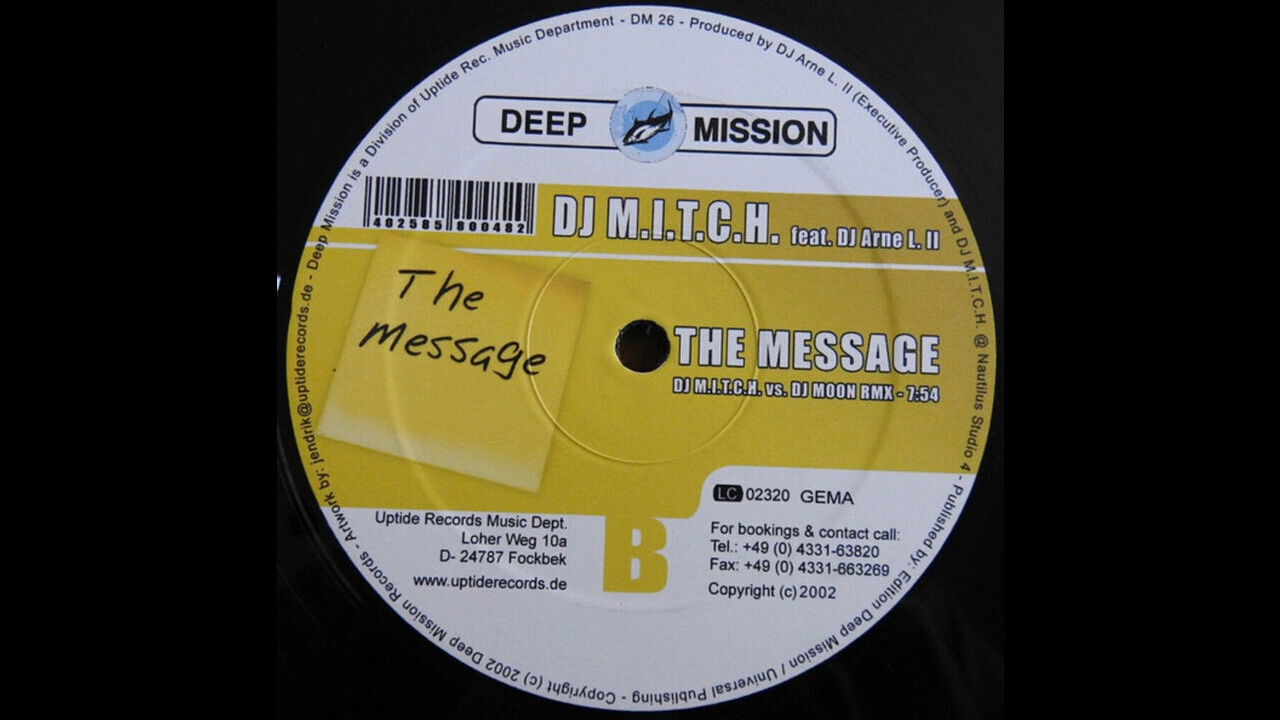 Deep Mission is a Division of Uptide Rec. Music Department - DM 26 - Produced by DJ Arne L. II (Executive Producer) and DJ M.I.T.C.H. @ Nautilus Studio 4 - Published by: Edition Deep Mission / Universal Publishing - Copyright (c) 2002 Deep Mission Records - Artwork by: jendrik@uptiderecords.de -
DEEP MISSION
402585 800482
DJ M.I.T.C.H. feat. DJ Arne L. II
The
Message
THE MESSAGE
DJ M.I.T.C.H. vs. DJ MOON RMX - 7:54
LC 02320 GEMA
Uptide Records Music Dept.
Loher Weg 10a
D- 24787 Fockbek
www.uptiderecords.de
B
For bookings & contact call:
Tel.: +49 (0) 4331-63820
Fax: +49 (0) 4331-663269
Copyright (c) 2002